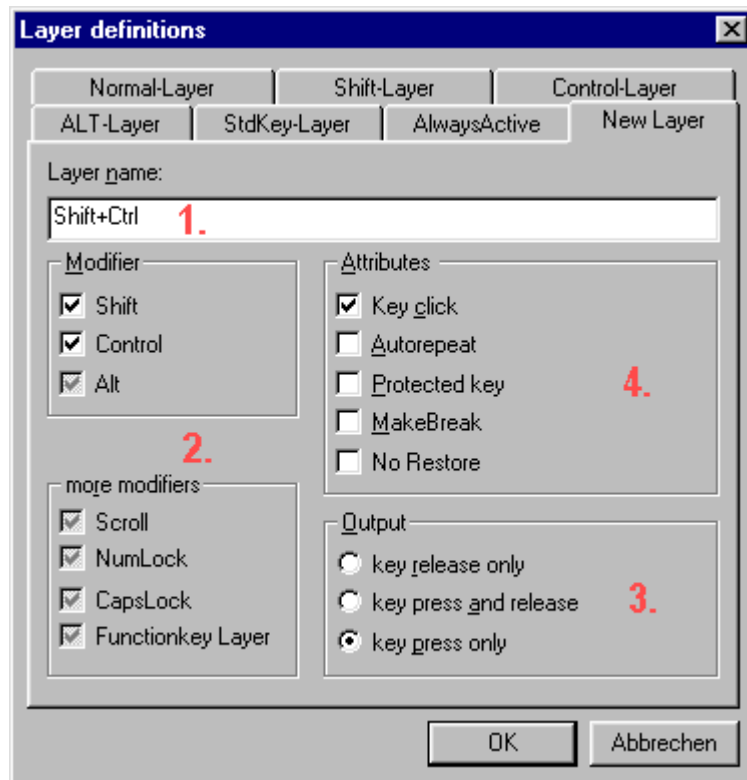 Layer definitions
Normal-Layer Shift-Layer Control-Layer
ALT-Layer StdKey-Layer AlwaysActive New Layer
Layer name:
Shift+Ctrl 1.
Modifier
Shift
Control
Alt
2.
more modifiers
Scroll
NumLock
CapsLock
Functionkey Layer
Attributes
Key click
Autorepeat
Protected key
MakeBreak
No Restore
4.
Output
key release only
key press and release
key press only
3.
OK Abbrechen